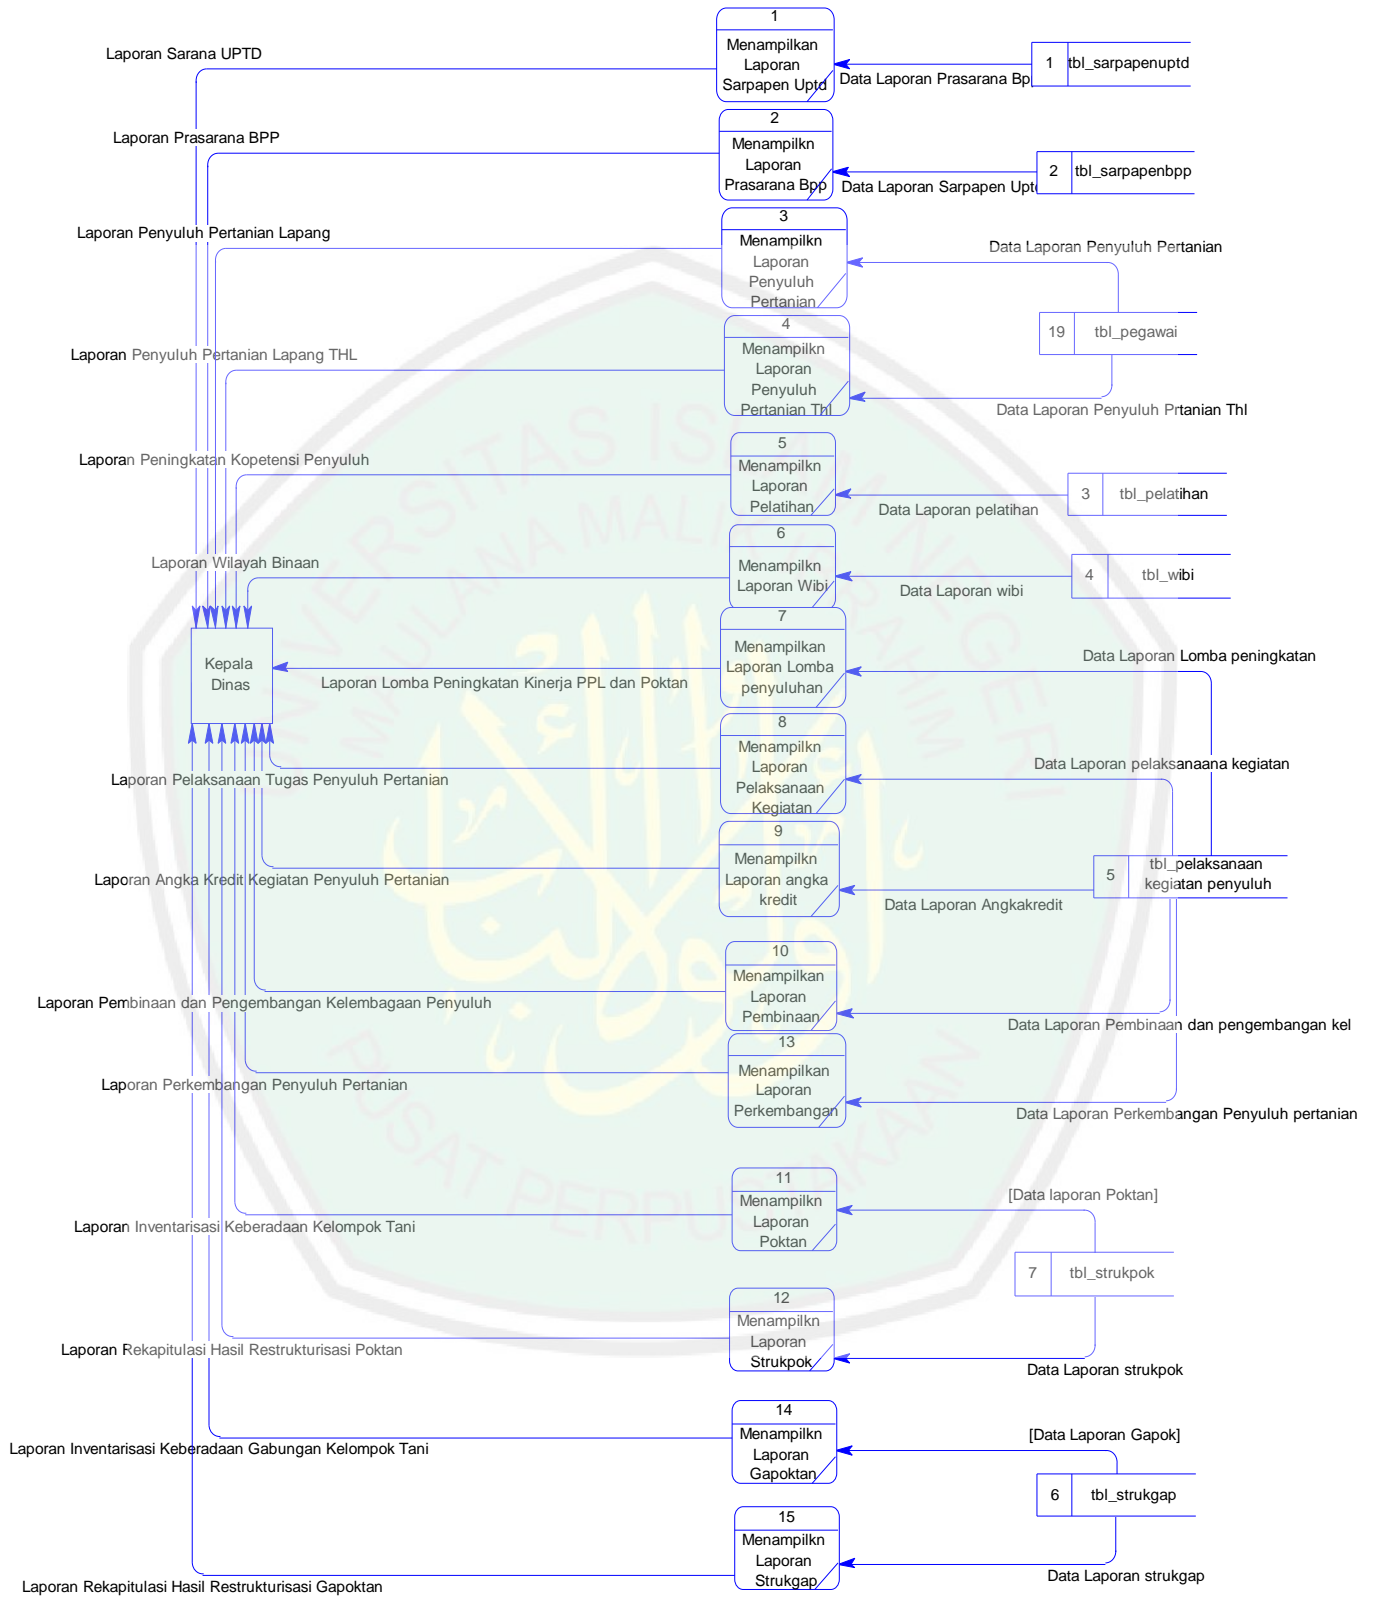 1
Laporan Sarana UPTD
Menampilkan
Laporan
Sarpapen Uptd
Data Laporan Prasarana Bp
1
tbl_sarpapenuptd
2
Laporan Prasarana BPP
Menampilkn
Laporan
Prasarana Bpp
Data Laporan Sarpapen Upt
2
tbl_sarpapenbpp
3
Laporan Penyuluh Pertanian Lapang
Menampilkn
Laporan
Penyuluh
Pertanian
Data Laporan Penyuluh Pertanian
19
tbl_pegawai
4
Laporan Penyuluh Pertanian Lapang THL
Menampilkn
Laporan
Penyuluh
Pertanian Thl
Data Laporan Penyuluh Prtanian Thl
5
Laporan Peningkatan Kopetensi Penyuluh
Menampilkn
Laporan
Pelatihan
Data Laporan pelatihan
3
tbl_pelatihan
6
Laporan Wilayah Binaan
Menampilkn
Laporan Wibi
Data Laporan wibi
4
tbl_wibi
7
Kepala
Dinas
Menampilkan
Laporan Lomba
penyuluhan
Laporan Lomba Peningkatan Kinerja PPL dan Poktan
Data Laporan Lomba peningkatan
8
Menampilkn
Laporan
Pelaksanaan
Kegiatan
Laporan Pelaksanaan Tugas Penyuluh Pertanian
Data Laporan pelaksanaana kegiatan
9
Menampilkn
Laporan angka
kredit
Laporan Angka Kredit Kegiatan Penyuluh Pertanian
Data Laporan Angkakredit
5
tbl_pelaksanaan
kegiatan penyuluh
10
Menampilkan
Laporan
Pembinaan
Laporan Pembinaan dan Pengembangan Kelembagaan Penyuluh
Data Laporan Pembinaan dan pengembangan kel
13
Menampilkan
Laporan
Perkembangan
Laporan Perkembangan Penyuluh Pertanian
Data Laporan Perkembangan Penyuluh pertanian
11
Menampilkn
Laporan
Poktan
Laporan Inventarisasi Keberadaan Kelompok Tani
[Data laporan Poktan]
7
tbl_strukpok
12
Menampilkn
Laporan
Strukpok
Laporan Rekapitulasi Hasil Restrukturisasi Poktan
Data Laporan strukpok
14
Menampilkn
Laporan
Gapoktan
Laporan Inventarisasi Keberadaan Gabungan Kelompok Tani
[Data Laporan Gapok]
6
tbl_strukgap
15
Menampilkn
Laporan
Strukgap
Laporan Rekapitulasi Hasil Restrukturisasi Gapoktan
Data Laporan strukgap
UNIVERSITAS ISLAM NEGERI
MAULANA MALIK IBRAHIM
PUSAT PERPUSTAKAAN